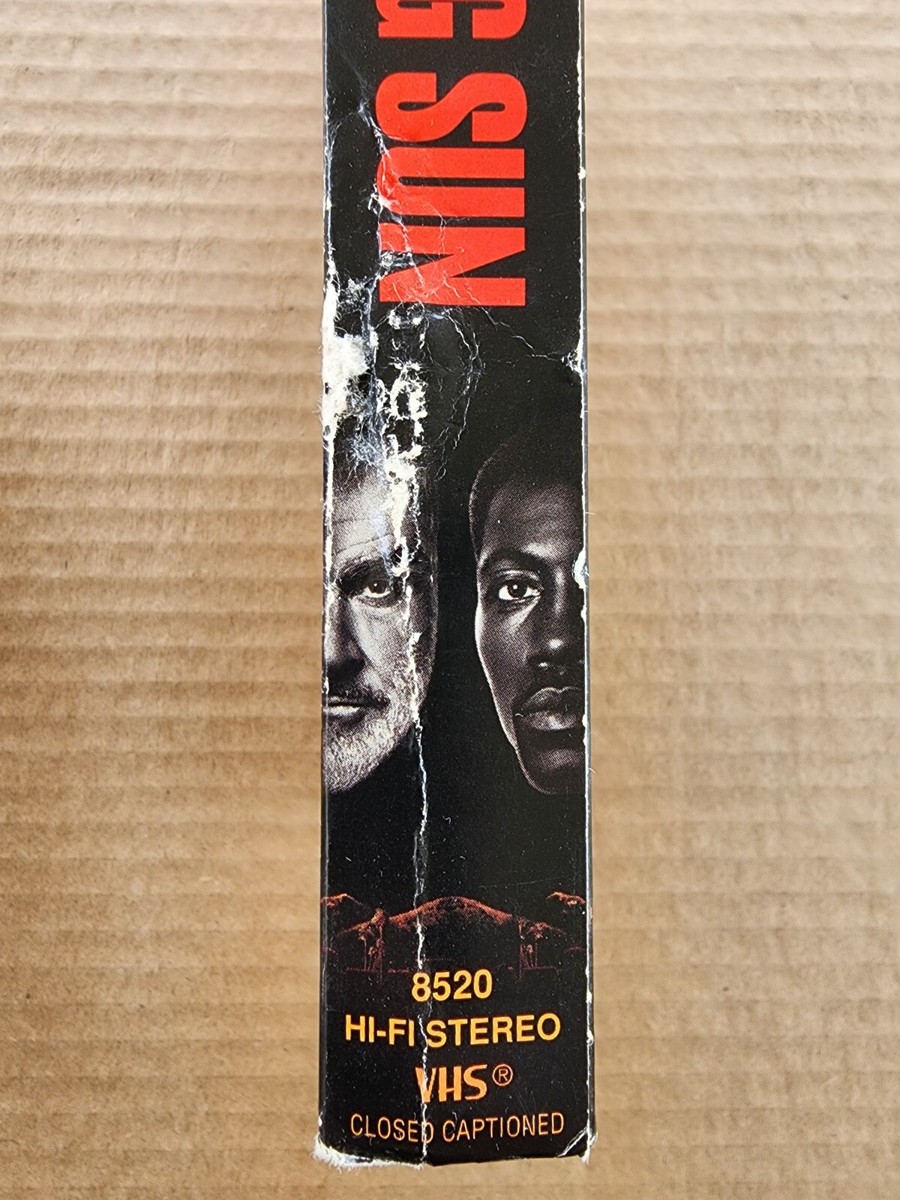 SUN
8520
HI-FI STEREO
VHS®
CLOSED CAPTIONED